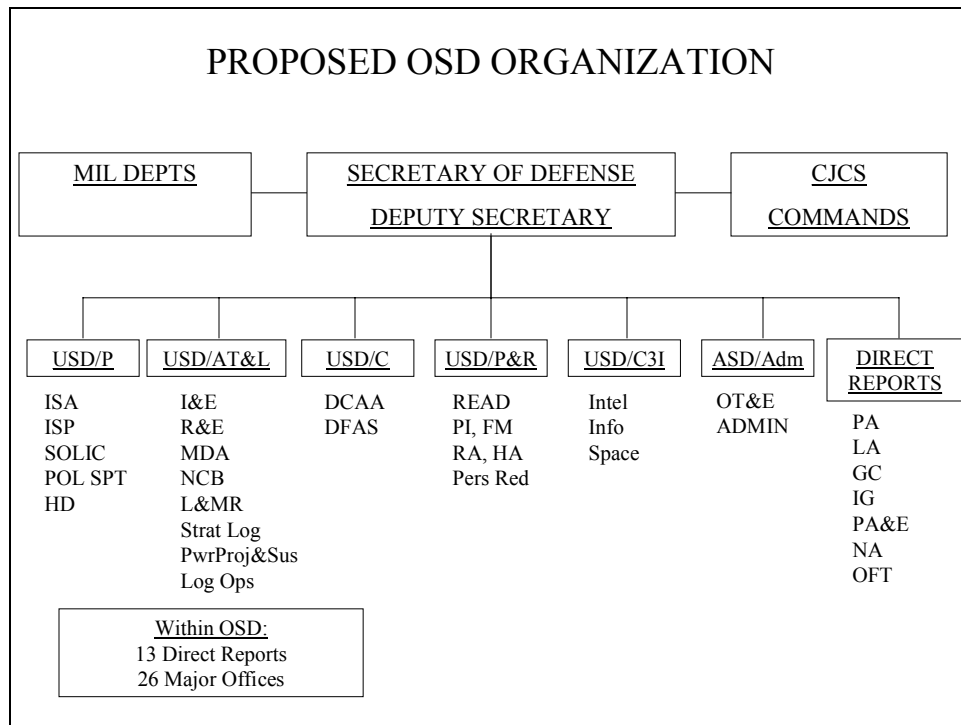 PROPOSED OSD ORGANIZATION
MIL DEPTS
SECRETARY OF DEFENSE
DEPUTY SECRETARY
CJCS
COMMANDS
USD/P
ISA
ISP
SOLIC
POL SPT
HD
USD/AT&L
I&E
R&E
MDA
NCB
L&MR
Strat Log
PwrProj&Sus
Log Ops
USD/C
DCAA
DFAS
USD/P&R
READ
PI, FM
RA, HA
Pers Red
USD/C3I
Intel
Info
Space
ASD/Adm
OT&E
ADMIN
DIRECT
REPORTS
PA
LA
GC
IG
PA&E
NA
OFT
Within OSD:
13 Direct Reports
26 Major Offices